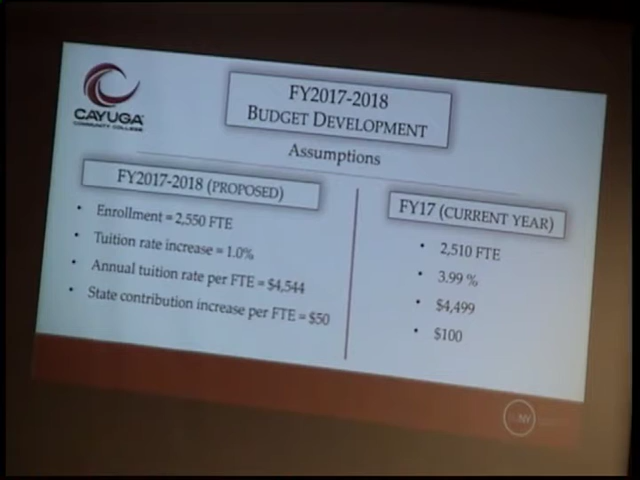 CAYUGA
COMMUNITY COLLEGE
FY2017-2018
BUDGET DEVELOPMENT
Assumptions
FY2017-2018 (PROPOSED)
• Enrollment = 2,550 FTE
• Tuition rate increase = 1.0%
• Annual tuition rate per FTE = $4,544
• State contribution increase per FTE = $50
FY17 (CURRENT YEAR)
• 2,510 FTE
• 3.99 %
• $4,499
• $100